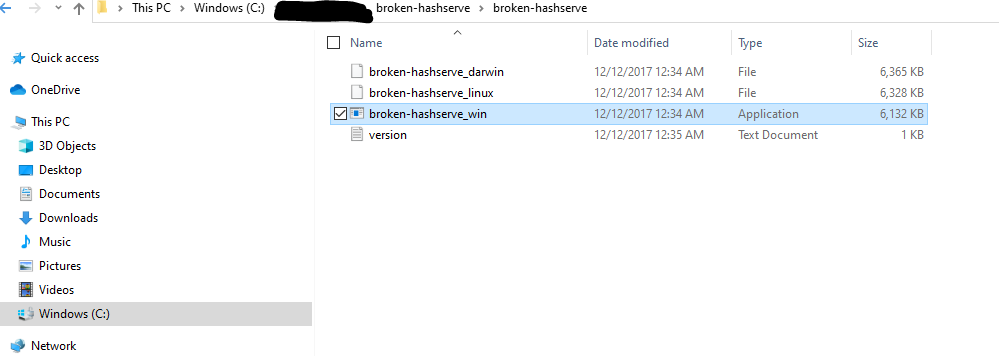 This PC > Windows (C:) > broken-hashserve > broken-hashserve
Name Date modified Type Size
Quick access
OneDrive
This PC
3D Objects
Desktop
Documents
Downloads
Music
Pictures
Videos
Windows (C:)
Network
broken-hashserve_darwin 12/12/2017 12:34 AM File 6,365 KB
broken-hashserve_linux 12/12/2017 12:34 AM File 6,328 KB
broken-hashserve_win 12/12/2017 12:34 AM Application 6,132 KB
version 12/12/2017 12:35 AM Text Document 1 KB